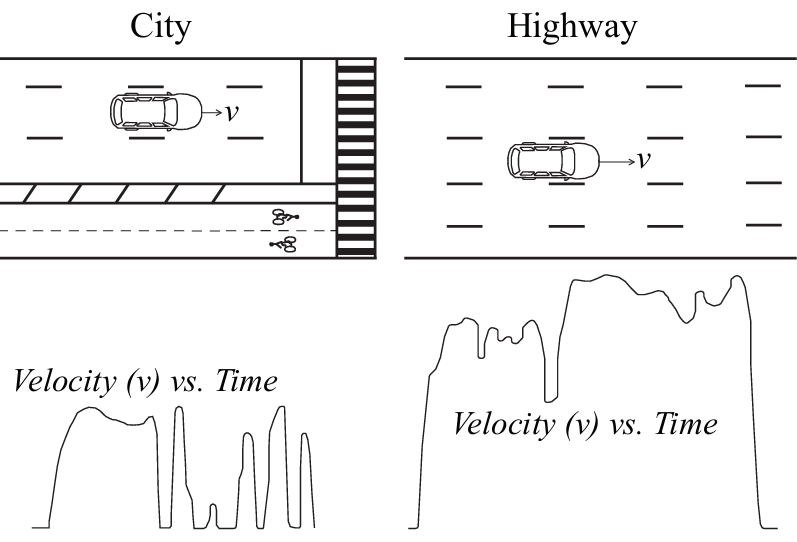 City
Highway
v
v
Velocity (v) vs. Time
Velocity (v) vs. Time